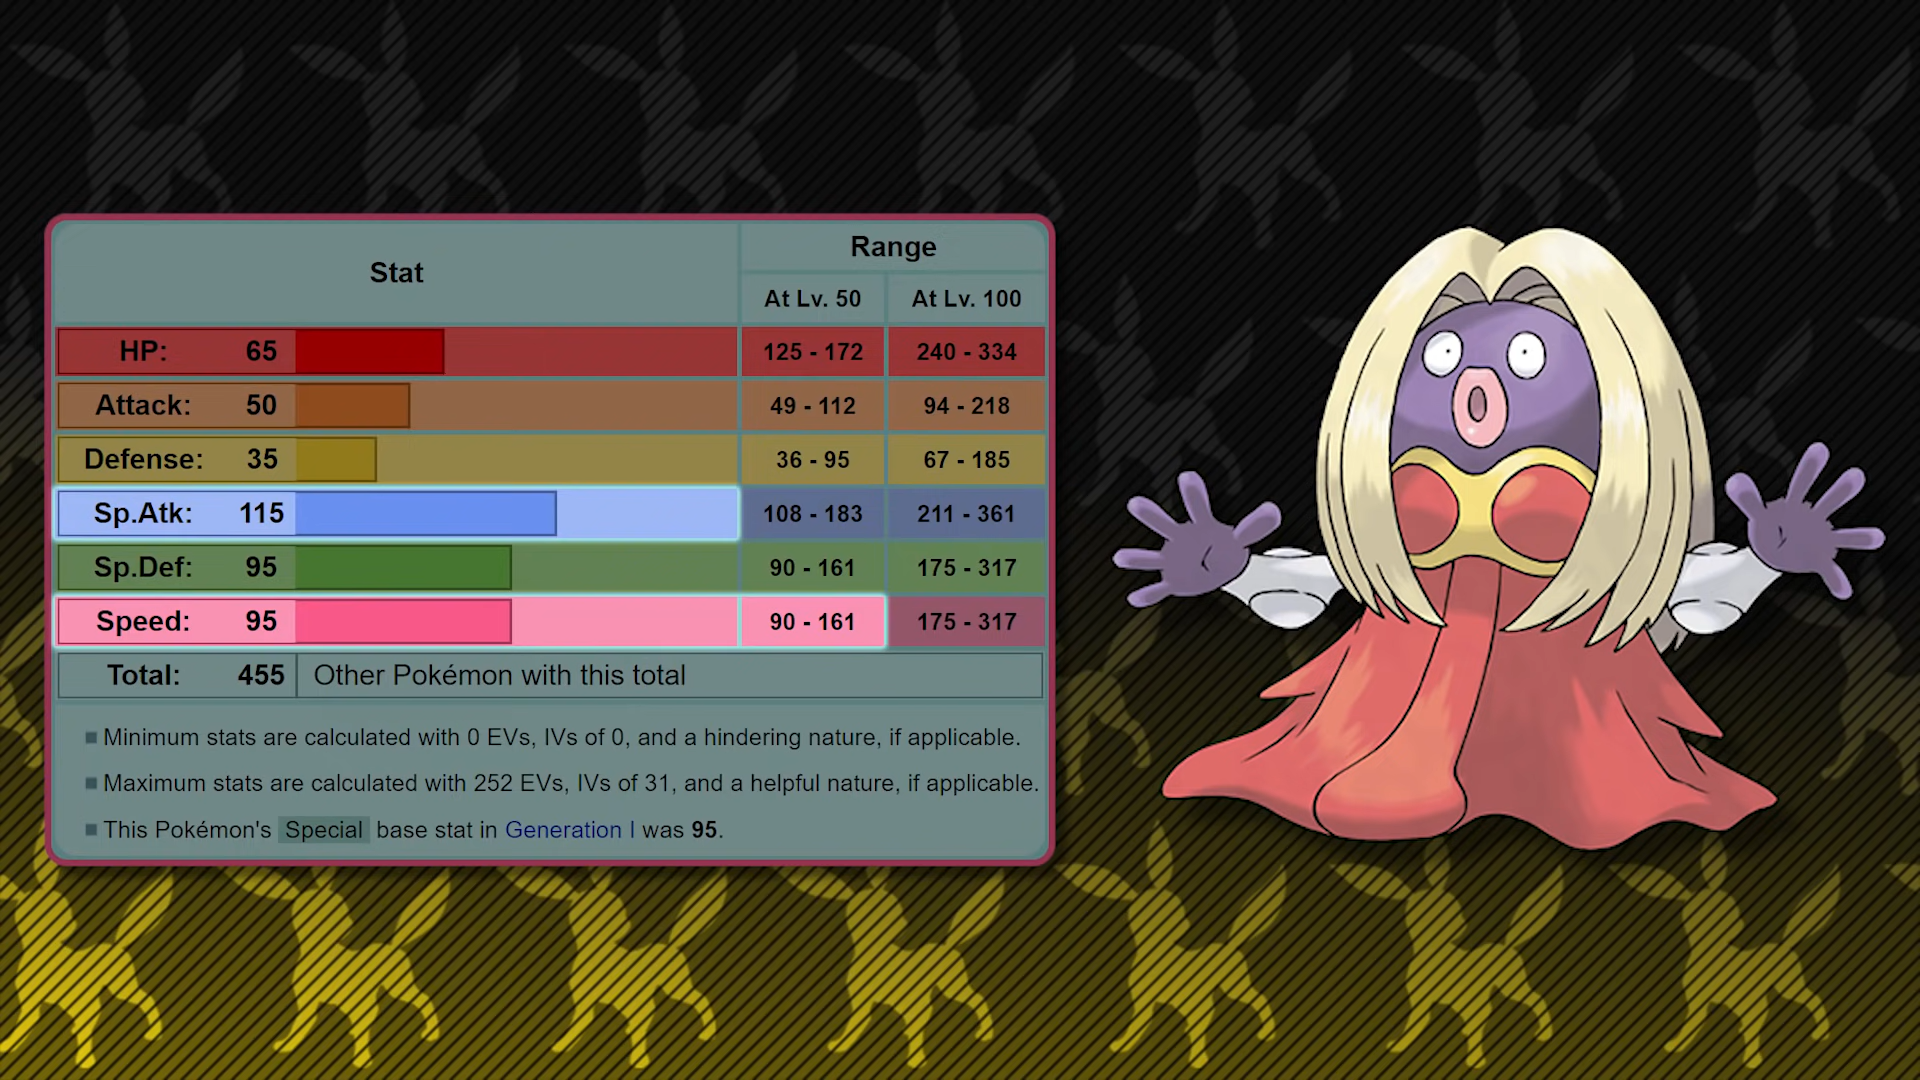 Stat
Range
At Lv. 50 At Lv. 100
HP: 65 125 - 172 240 - 334
Attack: 50 49 - 112 94 - 218
Defense: 35 36 - 95 67 - 185
Sp.Atk: 115 108 - 183 211 - 361
Sp.Def: 95 90 - 161 175 - 317
Speed: 95 90 - 161 175 - 317
Total: 455 Other Pokémon with this total
Minimum stats are calculated with 0 EVs, IVs of 0, and a hindering nature, if applicable.
Maximum stats are calculated with 252 EVs, IVs of 31, and a helpful nature, if applicable.
This Pokémon's Special base stat in Generation I was 95.